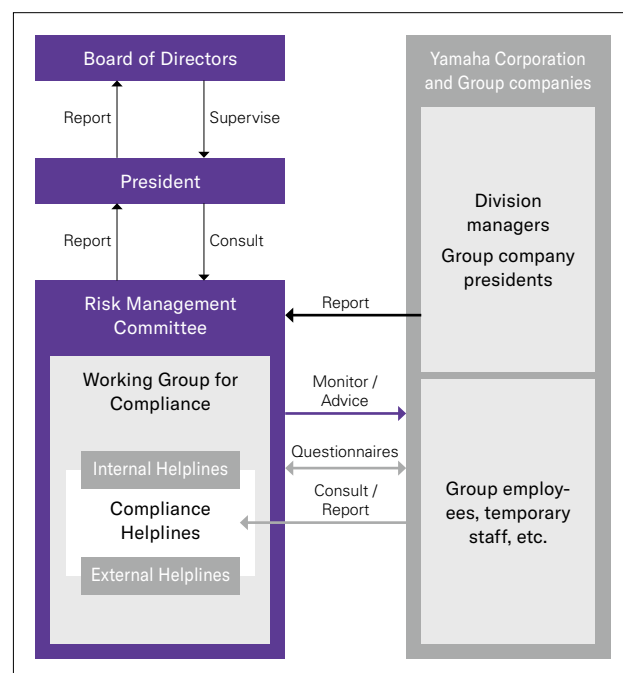 Board of Directors
Report
Supervise
President
Report
Consult
Risk Management
Committee
Working Group for
Compliance
Internal Helplines
Compliance
Helplines
External Helplines
Report
Monitor /
Advice
Questionnaires
Consult /
Report
Yamaha Corporation
and Group companies
Division
managers
Group company
presidents
Group employ-
ees, temporary
staff, etc.